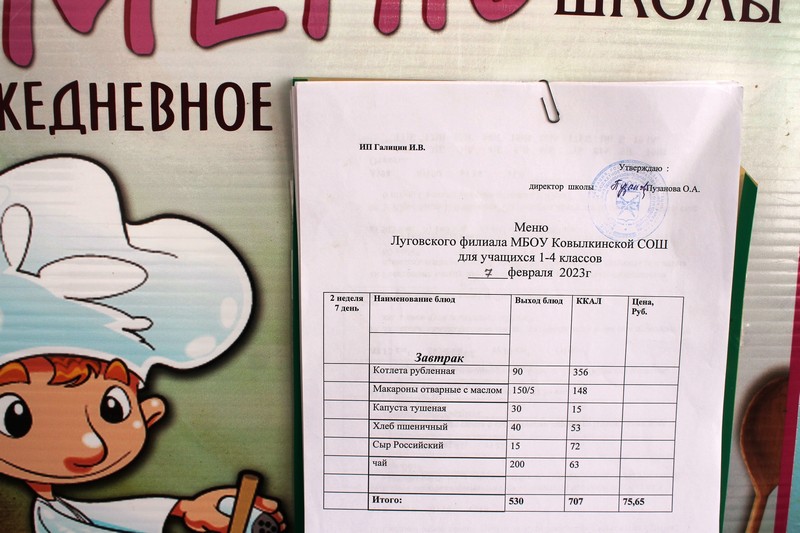 МЕНЮ
ШКОЛЫ
ЖЕДНЕВНОЕ
ИП Галицин И.В.
Утверждаю :
директор школы Пузанова О.А.
Меню
Луговского филиала МБОУ Ковылкинской СОШ
для учащихся 1-4 классов
7 февраля 2023г
2 неделя 7 день Наименование блюд Выход блюд ККАЛ Цена, Руб.
Завтрак
Котлета рубленная 90 356
Макароны отварные с маслом 150/5 148
Капуста тушеная 30 15
Хлеб пшеничный 40 53
Сыр Российский 15 72
чай 200 63
Итого: 530 707 75,65